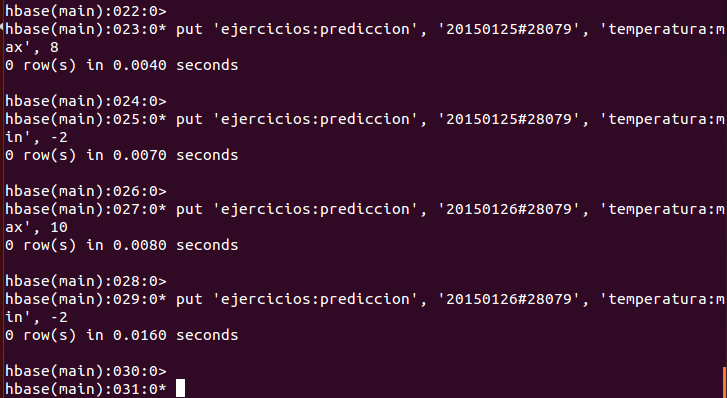 hbase(main):022:0>
hbase(main):023:0* put 'ejercicios:prediccion', '20150125#28079', 'temperatura:m
ax', 8
0 row(s) in 0.0040 seconds

hbase(main):024:0>
hbase(main):025:0* put 'ejercicios:prediccion', '20150125#28079', 'temperatura:m
in', -2
0 row(s) in 0.0070 seconds

hbase(main):026:0>
hbase(main):027:0* put 'ejercicios:prediccion', '20150126#28079', 'temperatura:m
ax', 10
0 row(s) in 0.0080 seconds

hbase(main):028:0>
hbase(main):029:0* put 'ejercicios:prediccion', '20150126#28079', 'temperatura:m
in', -2
0 row(s) in 0.0160 seconds

hbase(main):030:0>
hbase(main):031:0*